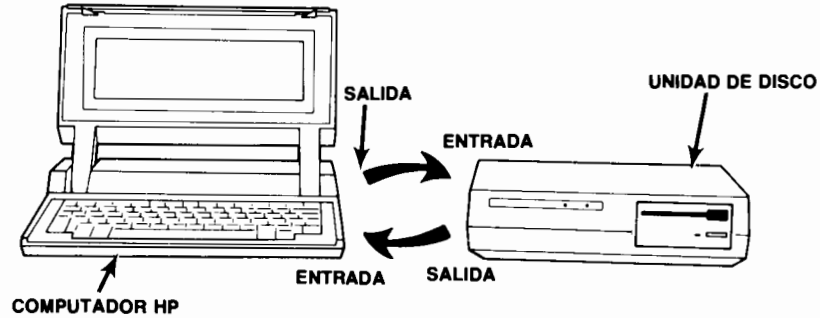 SALIDA
UNIDAD DE DISCO
ENTRADA
ENTRADA
SALIDA
COMPUTADOR HP